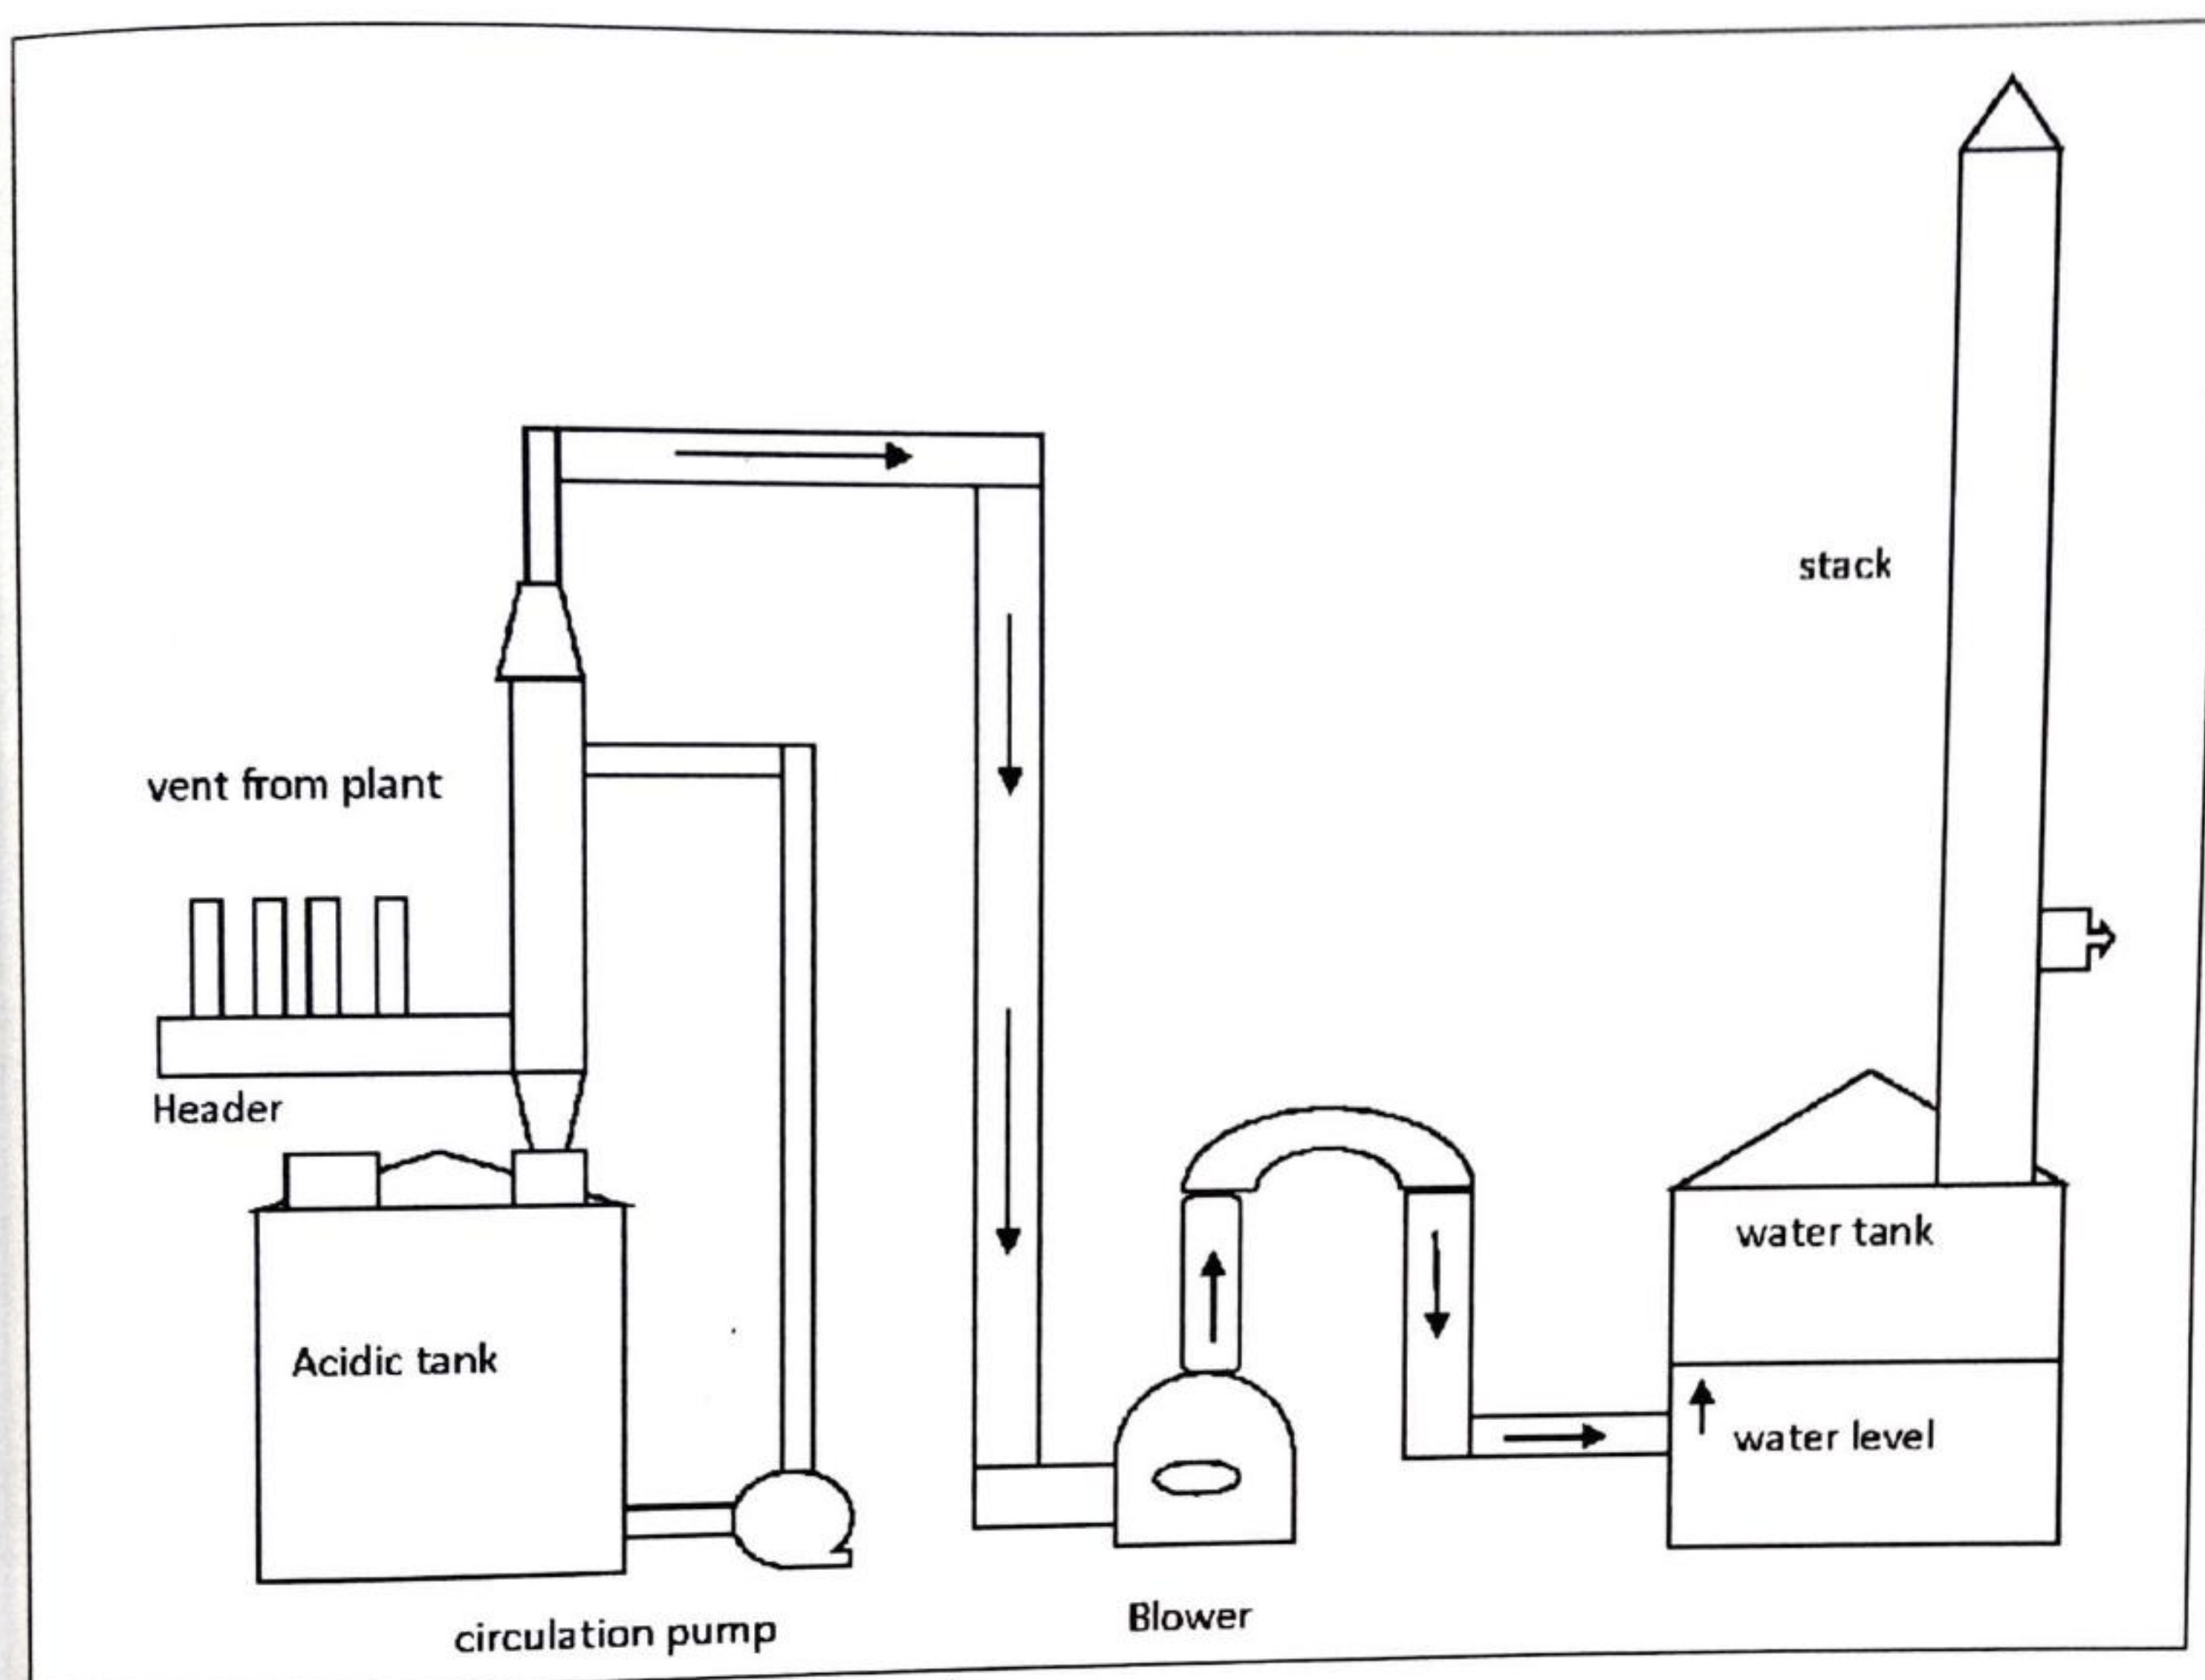 stack
vent from plant
Header
water tank
Acidic tank
water level
Blower
circulation pump